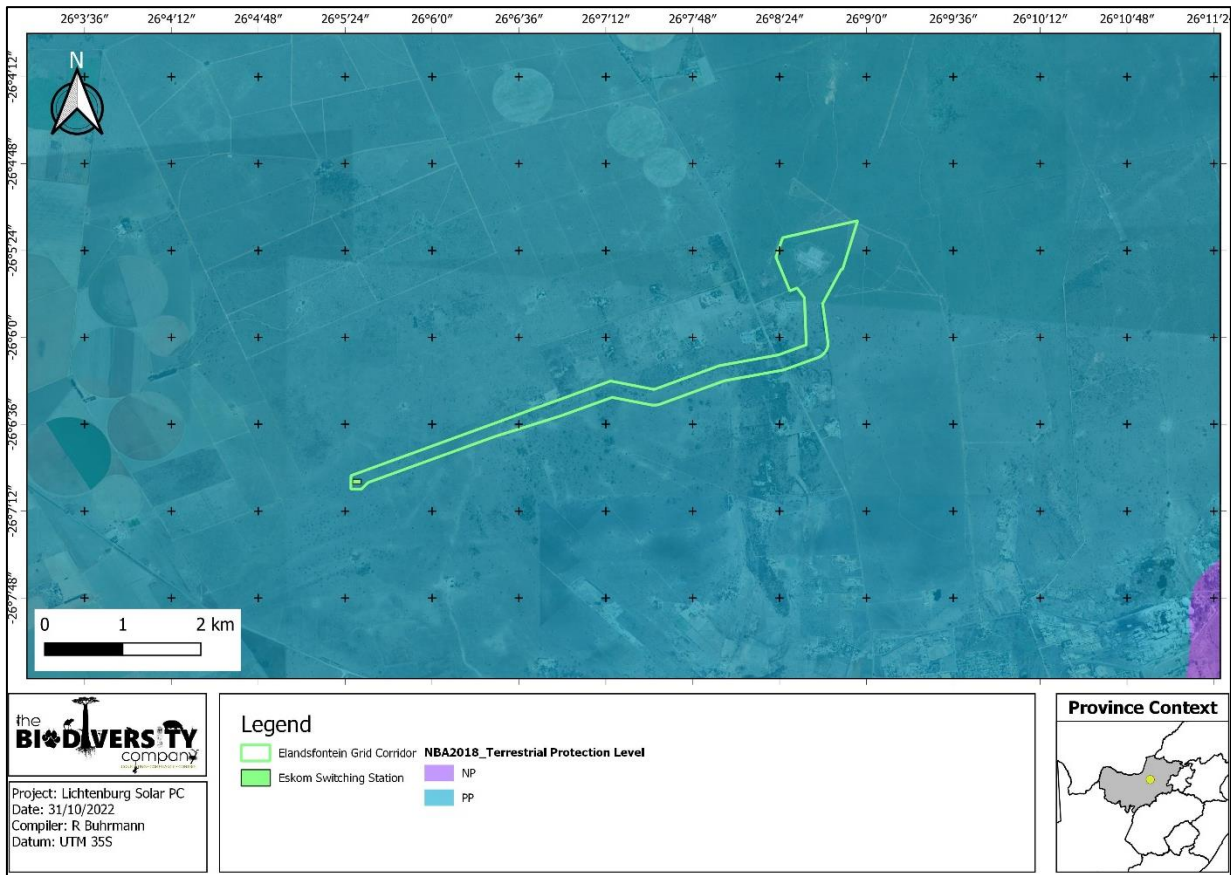 26°3′36″ 26°4′12″ 26°4′48″ 26°5′24″ 26°6′0″ 26°6′36″ 26°7′12″ 26°7′48″ 26°8′24″ 26°9′0″ 26°9′36″ 26°10′12″ 26°10′48″ 26°11′2
N
-26°4′12″
-26°4′48″
-26°5′24″
-26°6′0″
-26°6′36″
-26°7′12″
-26°7′48″
0 1 2 km
the
BIODIVERSITY
company
Project: Lichtenburg Solar PC
Date: 31/10/2022
Compiler: R Buhrmann
Datum: UTM 35S
Legend
Elandsfontein Grid Corridor
Eskom Switching Station
NBA2018_Terrestrial Protection Level
NP
PP
Province Context